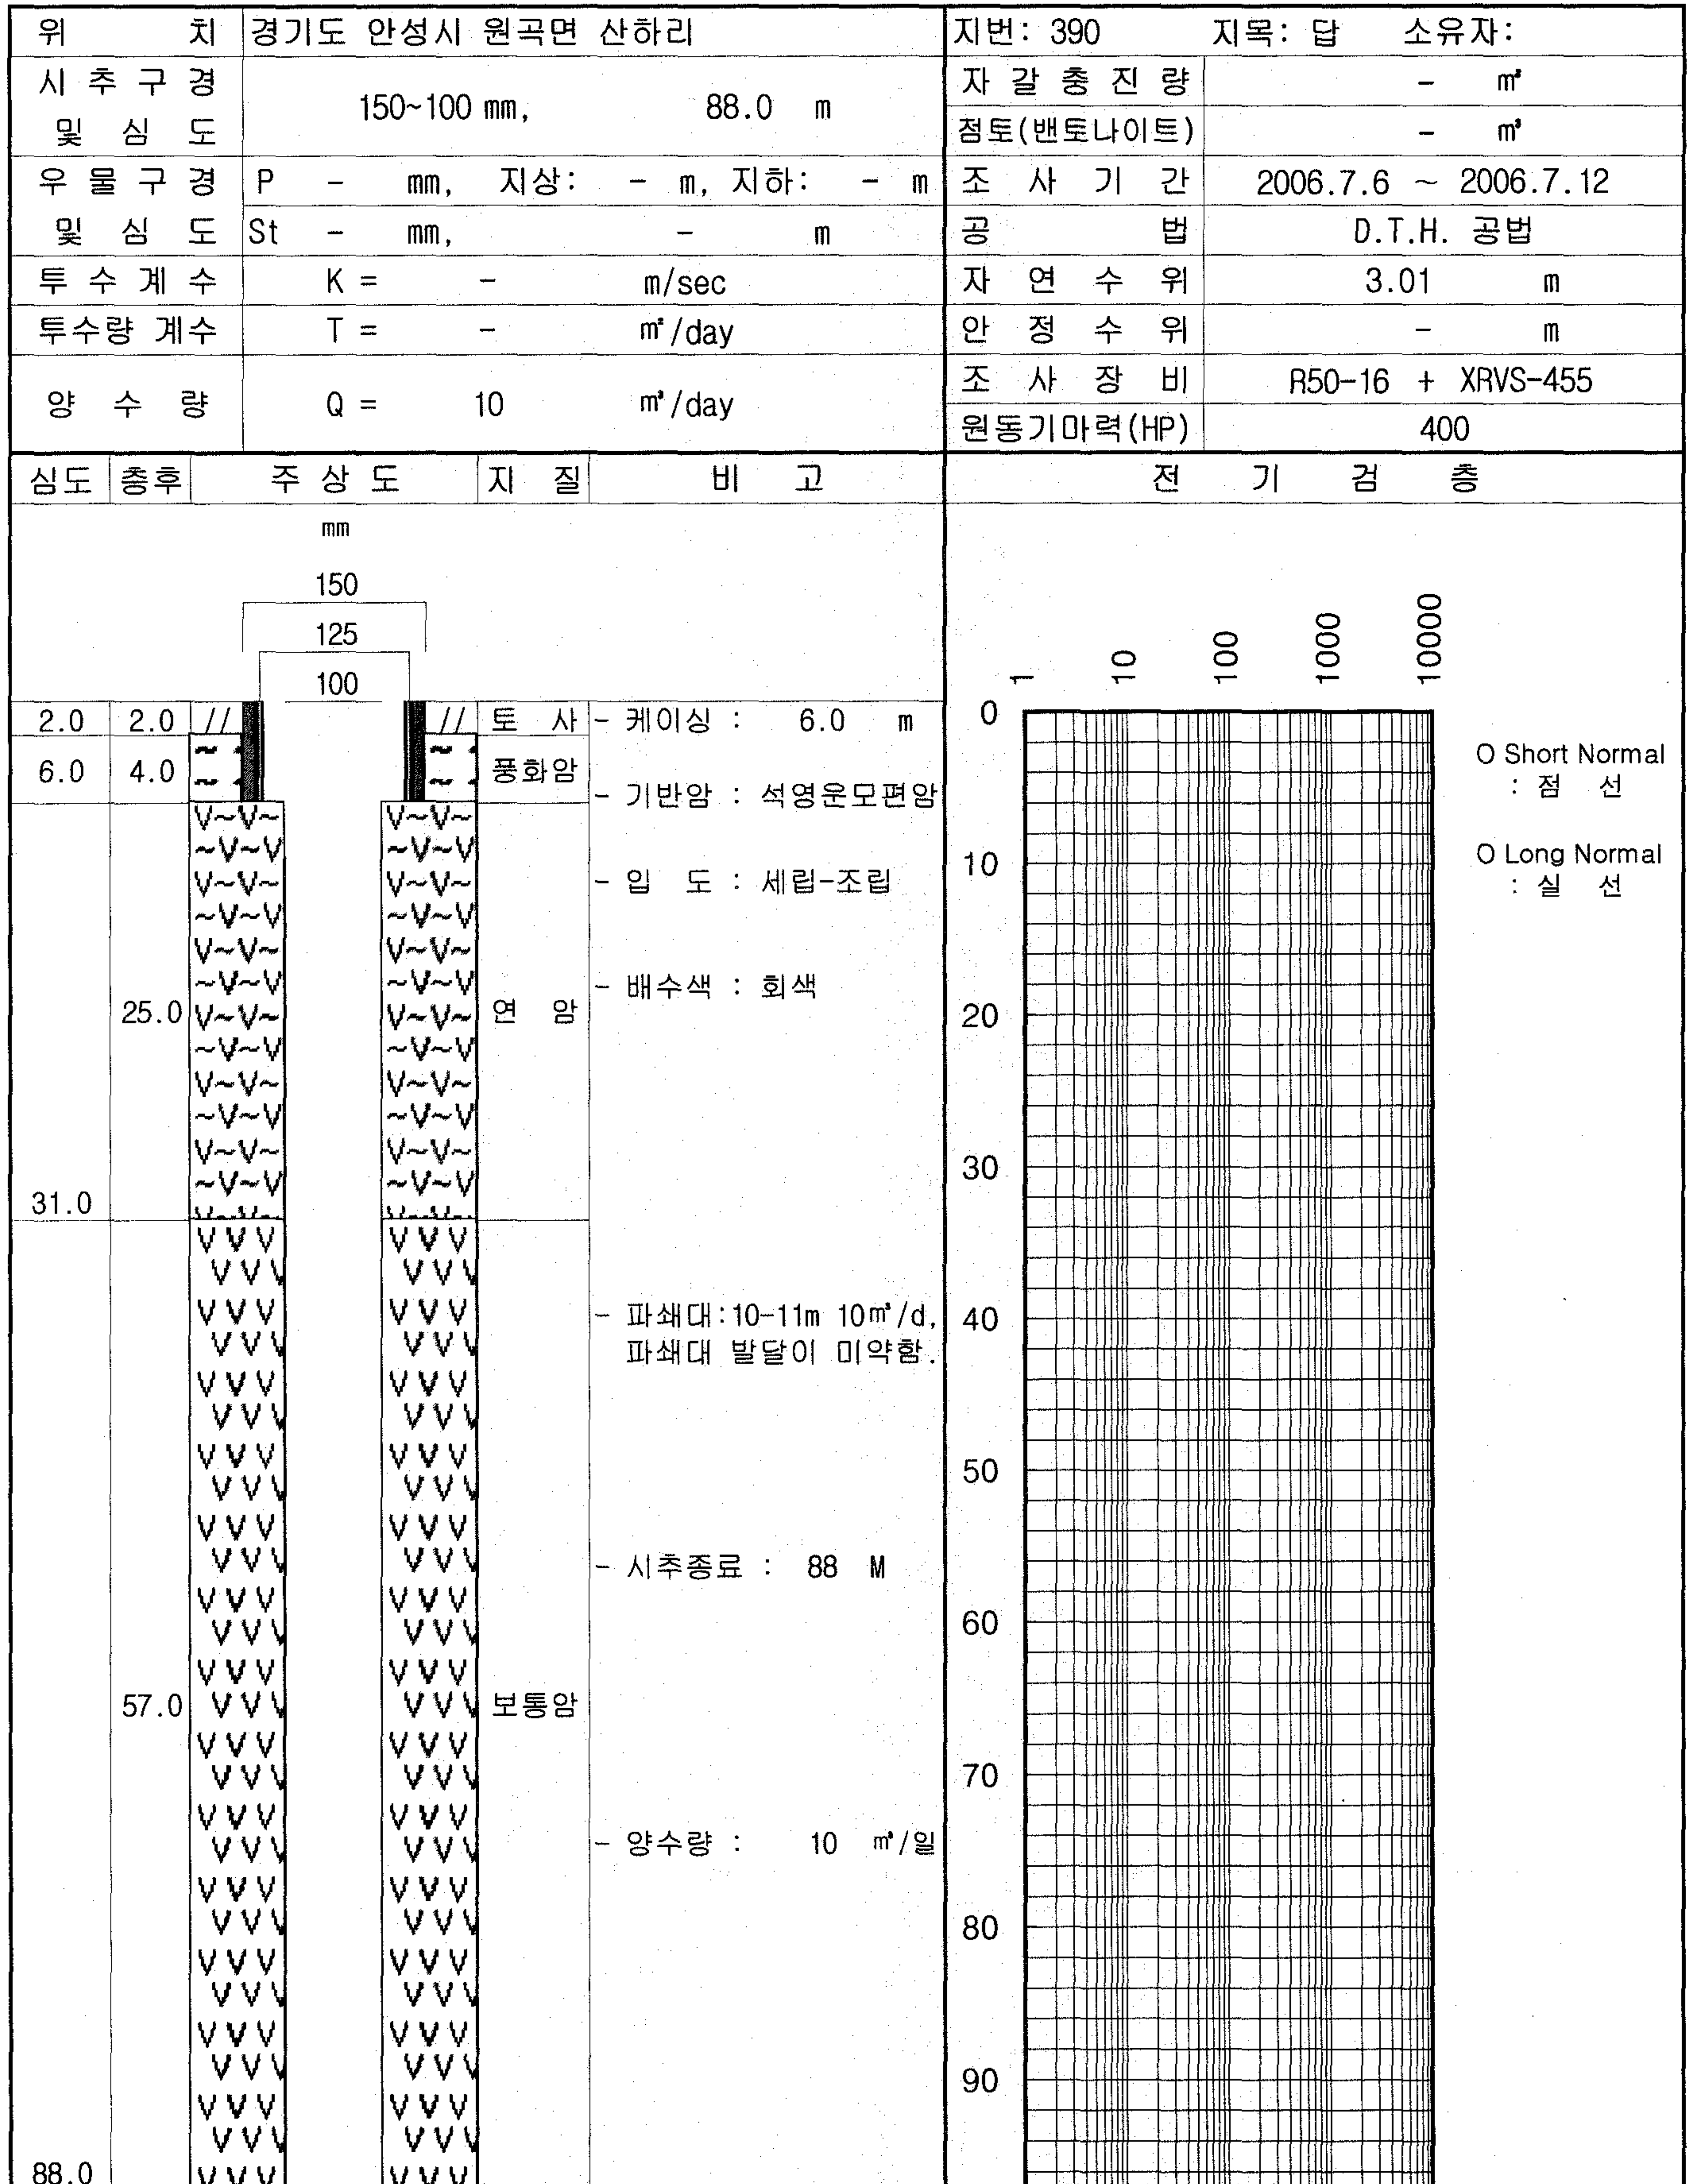 위 치 경기도 안성시 원곡면 산하리 지번: 390 지목: 답 소유자:
시추구경 및 심도 150~100 mm, 88.0 m
자갈충진량 - ㎥
점토(밴토나이트) - ㎥
우물구경 및 심도 P - mm, 지상: - m, 지하: - m
St - mm, - m
조 사 기 간 2006.7.6 ~ 2006.7.12
공 법 D.T.H. 공법
투 수 계 수 K = - m/sec
자 연 수 위 3.01 m
투수량 계수 T = - ㎡/day
안 정 수 위 - m
양 수 량 Q = 10 ㎥/day
조 사 장 비 R50-16 + XRVS-455
원동기마력(HP) 400
심도 층후 주 상 도 지 질 비 고 전 기 검 층
mm
150
125
100
1 10 100 1000 10000
2.0 2.0 // // 토 사 - 케이싱 : 6.0 m
6.0 4.0 풍화암
- 기반암 : 석영운모편암
- 입 도 : 세립-조립
- 배수색 : 회색
25.0 연 암
31.0
- 파쇄대:10-11m 10㎥/d,
파쇄대 발달이 미약함.
- 시추종료 : 88 M
57.0 보통암
- 양수량 : 10 ㎥/일
88.0
0
10
20
30
40
50
60
70
80
90
O Short Normal
: 점 선
O Long Normal
: 실 선